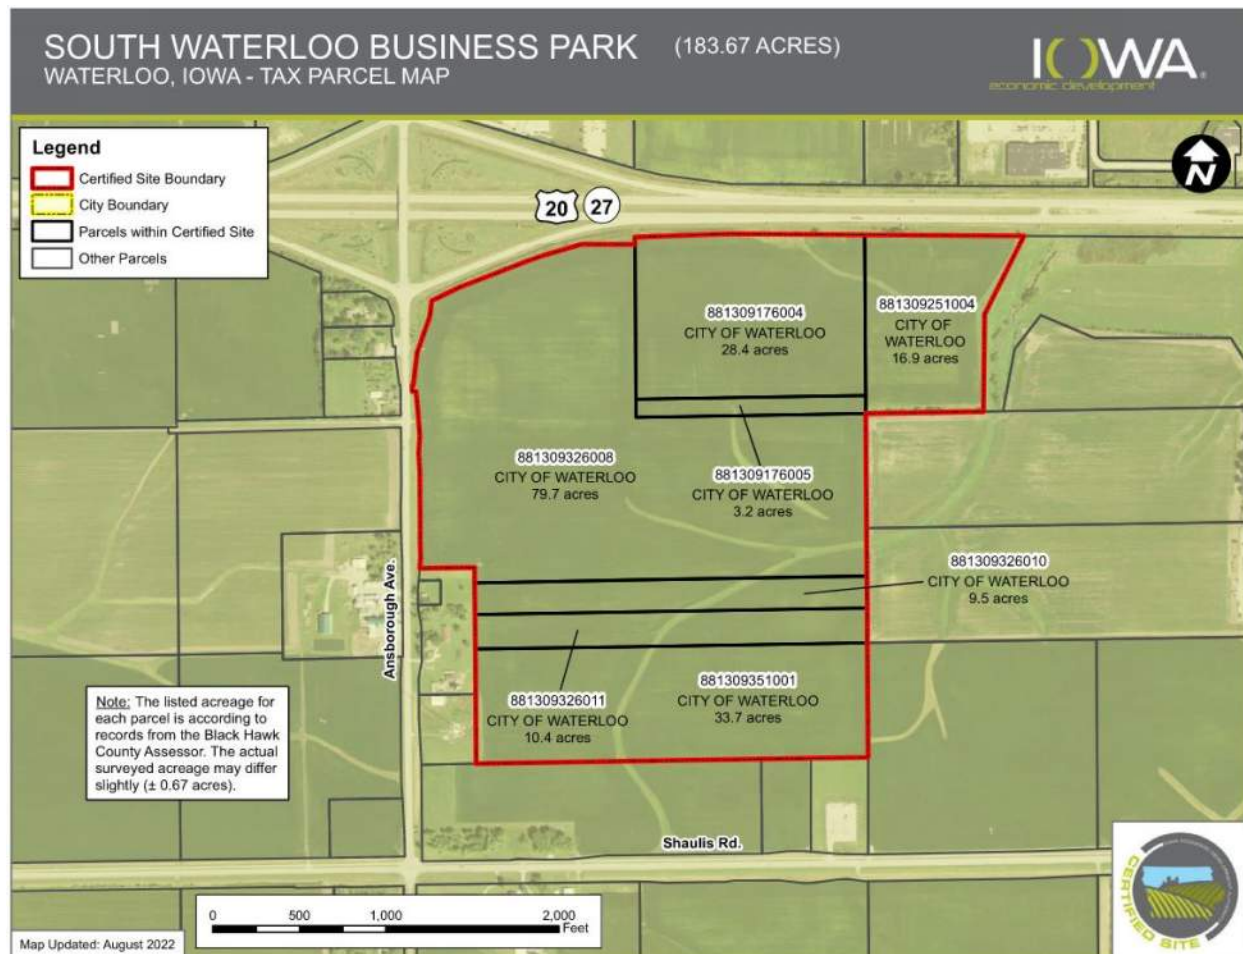 SOUTH WATERLOO BUSINESS PARK (183.67 ACRES)
WATERLOO, IOWA - TAX PARCEL MAP
IOWA
economic development
Legend
Certified Site Boundary
City Boundary
Parcels within Certified Site
Other Parcels
20 27
N
881309176004
CITY OF WATERLOO
28.4 acres
881309251004
CITY OF
WATERLOO
16.9 acres
881309326008
CITY OF WATERLOO
79.7 acres
881309176005
CITY OF WATERLOO
3.2 acres
881309326010
CITY OF WATERLOO
9.5 acres
Ansborough Ave.
881309326011
CITY OF WATERLOO
10.4 acres
881309351001
CITY OF WATERLOO
33.7 acres
Note: The listed acreage for
each parcel is according to
records from the Black Hawk
County Assessor. The actual
surveyed acreage may differ
slightly (± 0.67 acres).
Shaulis Rd.
0 500 1,000 2,000
Feet
Map Updated: August 2022
CERTIFIED SITE